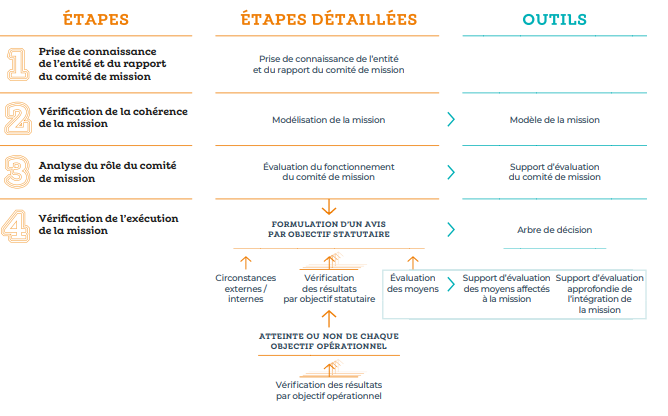 ÉTAPES
ÉTAPES DÉTAILLÉES
OUTILS
1
Prise de connaissance
de l'entité et du rapport
du comité de mission
Prise de connaissance de l'entité
et du rapport du comité de mission
2
Vérification de la cohérence
de la mission
Modélisation de la mission
Modèle de la mission
3
Analyse du rôle du comité
de mission
Évaluation du fonctionnement
du comité de mission
Support d'évaluation
du comité de mission
4
Vérification de l'exécution
de la mission
FORMULATION D'UN AVIS
PAR OBJECTIF STATUTAIRE
Arbre de décision
Circonstances
externes /
internes
Vérification
des résultats
par objectif statutaire
Évaluation
des moyens
Support d'évaluation
des moyens affectés
à la mission
Support d'évaluation
approfondie de
l'intégration de
la mission
ATTEINTE OU NON DE CHAQUE
OBJECTIF OPÉRATIONNEL
Vérification des résultats
par objectif opérationnel